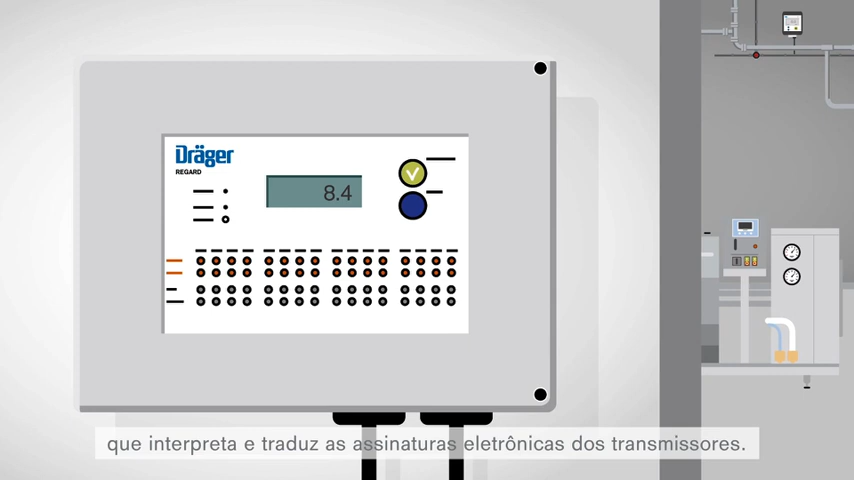 Dräger
REGARD
8.4
que interpreta e traduz as assinaturas eletrônicas dos transmissores.